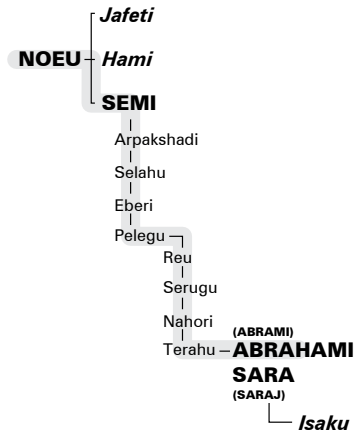 Jafeti
NOEU Hami
SEMI
Arpakshadi
Selahu
Eberi
Pelegu
Reu
Serugu
Nahori
(ABRAMI)
Terahu ABRAHAMI
SARA
(SARAJ)
Isaku